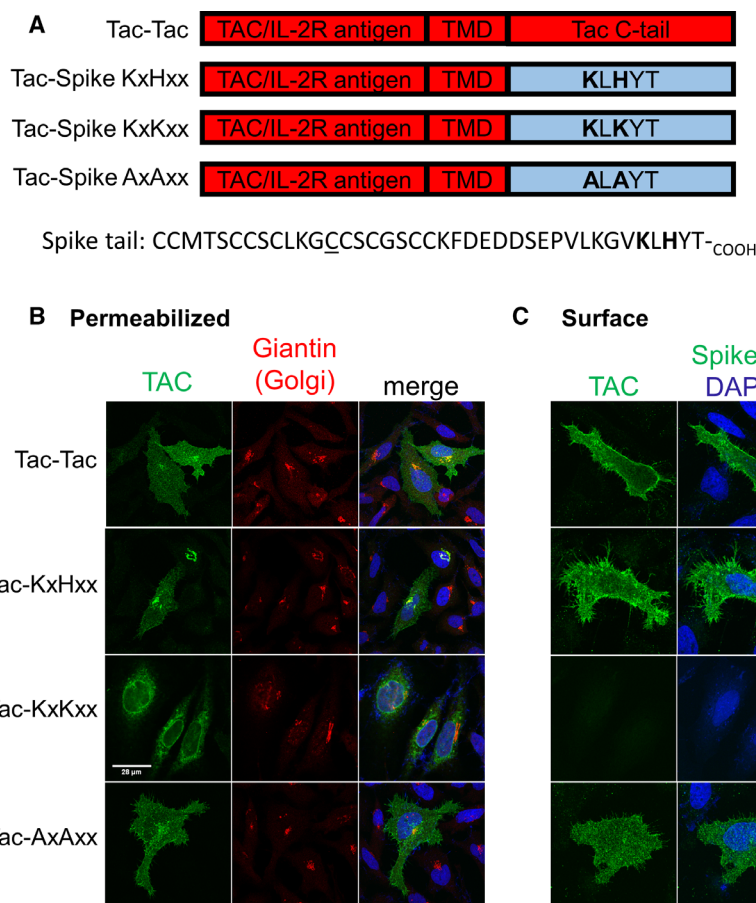 A
Tac-Tac TAC/IL-2R antigen TMD Tac C-tail
Tac-Spike KxHxx TAC/IL-2R antigen TMD KLHYT
Tac-Spike KxKxx TAC/IL-2R antigen TMD KLKYT
Tac-Spike AxAxx TAC/IL-2R antigen TMD ALAYT
Spike tail: CCMTSCCSCLKGCCSCGSCCKFDEDDSEPVLKGVKLHYT-COOH
B Permeabilized
TAC
Giantin
(Golgi)
merge
Tac-Tac
ac-KxHxx
ac-KxKxx
28 µm
ac-AxAxx
C Surface
TAC
Spike
DAP